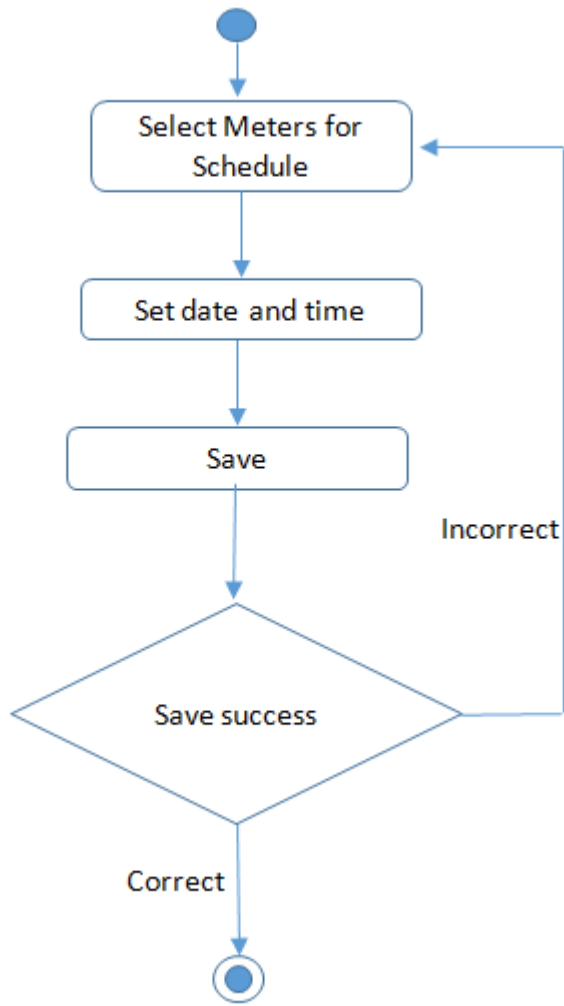 Select Meters for
Schedule
Set date and time
Save
Incorrect
Save success
Correct